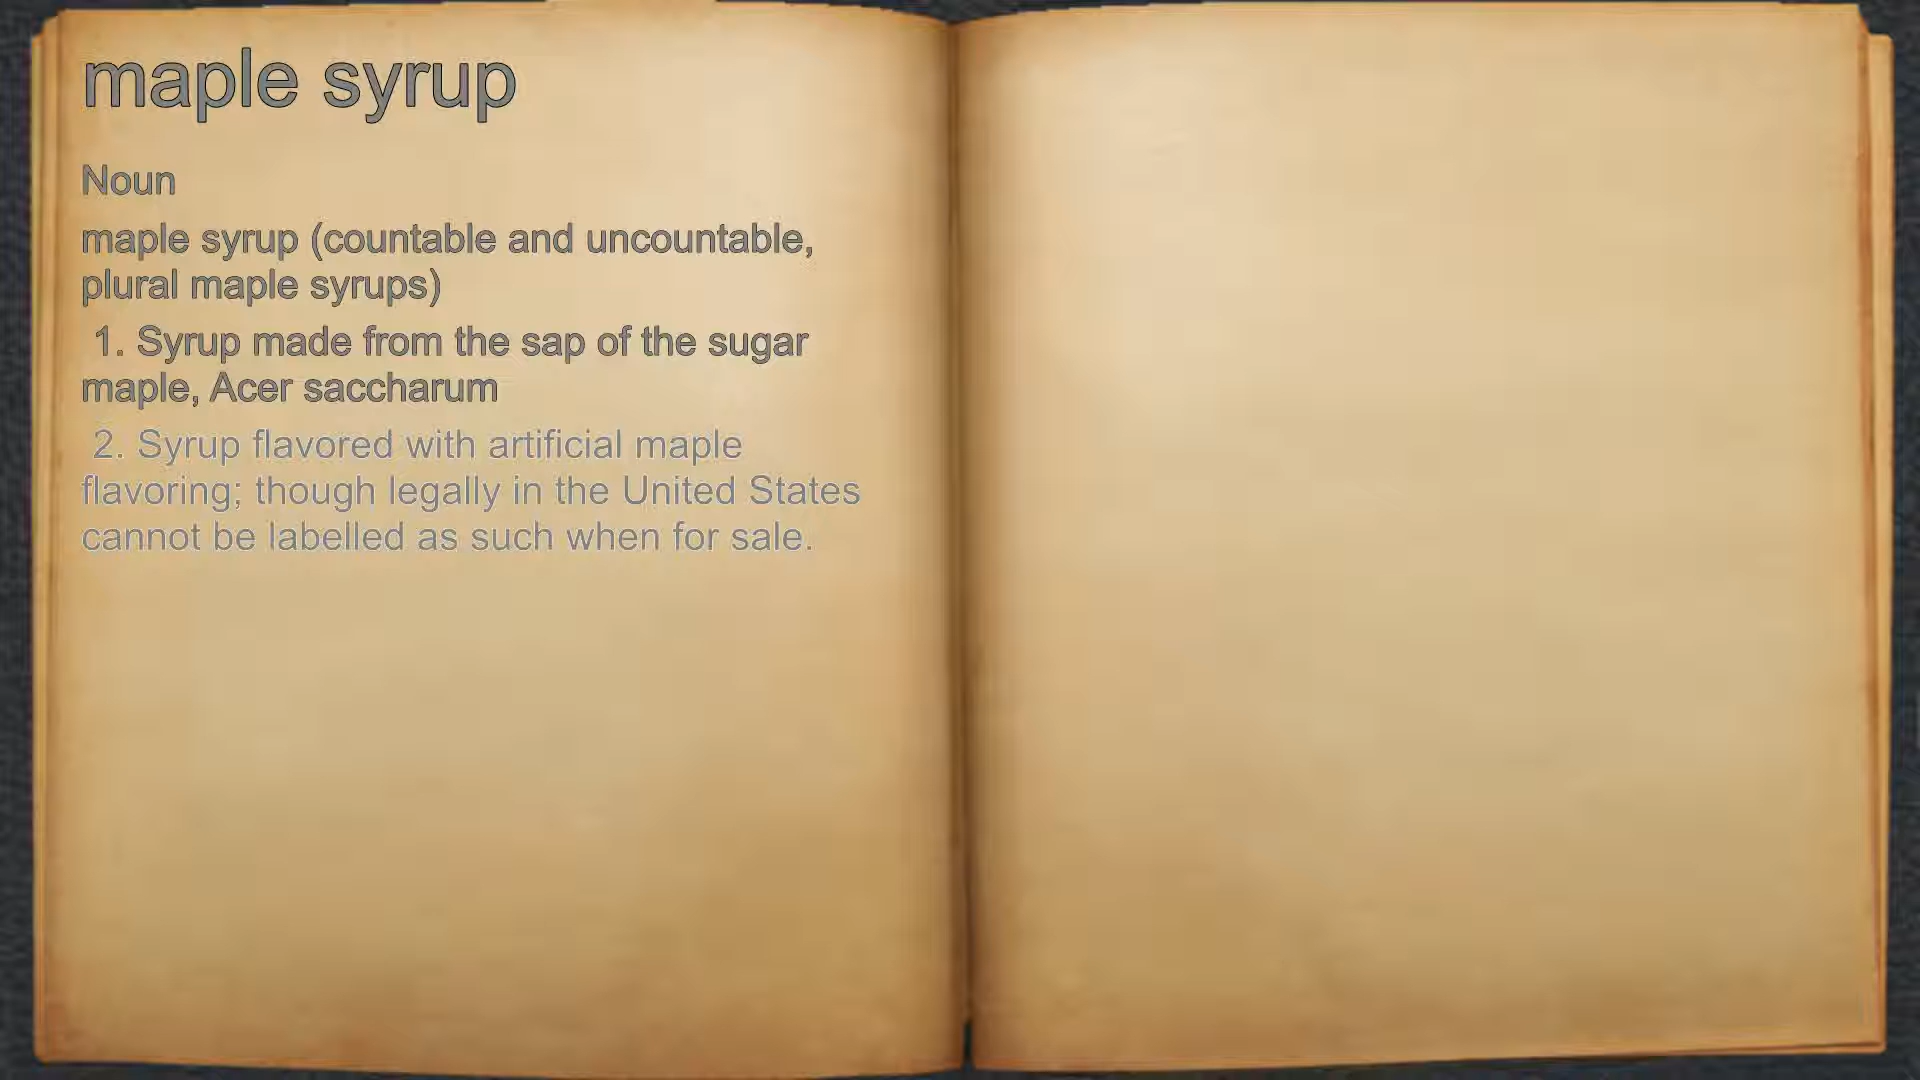 maple syrup
Noun
maple syrup (countable and uncountable,
plural maple syrups)
1. Syrup made from the sap of the sugar
maple, Acer saccharum
2. Syrup flavored with artificial maple
flavoring; though legally in the United States
cannot be labelled as such when for sale.